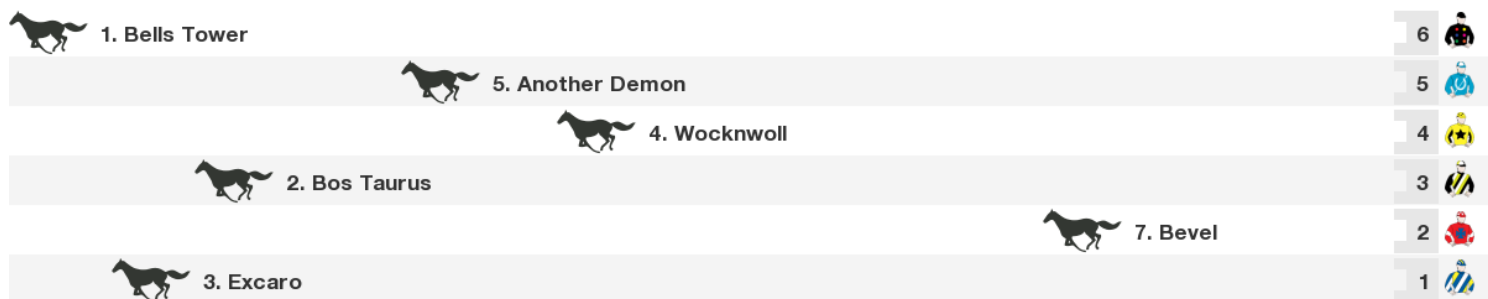 1. Bells Tower 6
5. Another Demon 5
4. Wocknwoll 4
2. Bos Taurus 3
7. Bevel 2
3. Excaro 1